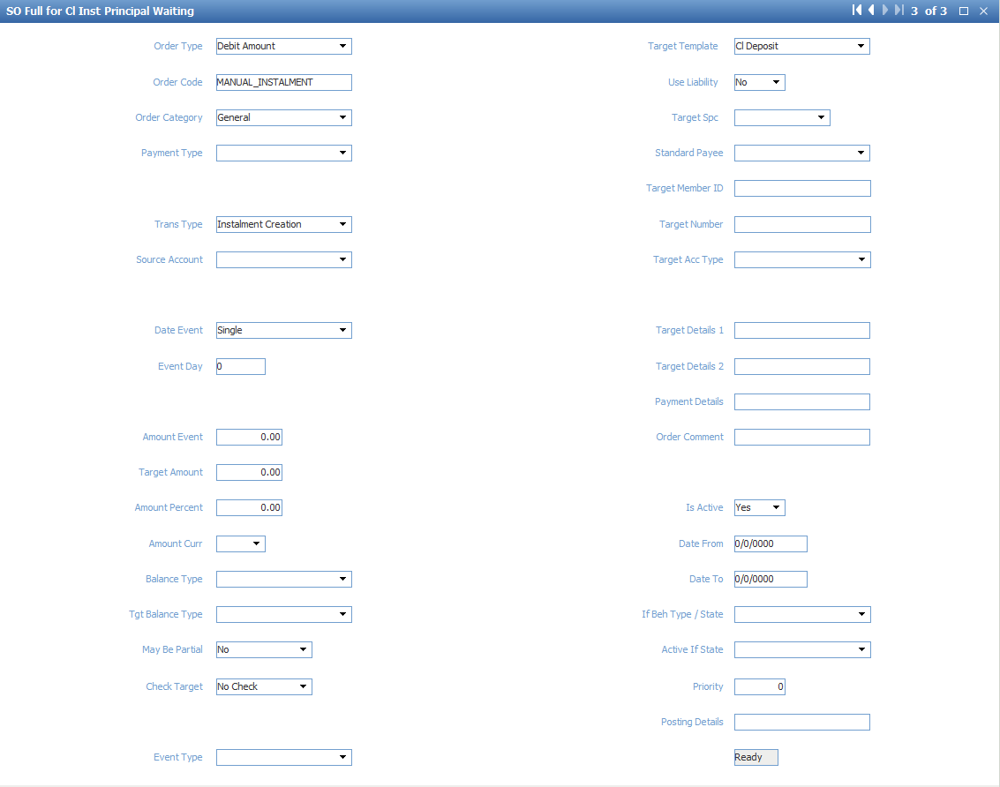 SO Full for Cl Inst Principal Waiting 3 of 3
Order Type Debit Amount Target Template Cl Deposit
Order Code MANUAL_INSTALMENT Use Liability No
Order Category General Target Spc
Payment Type Standard Payee
Target Member ID
Trans Type Instalment Creation Target Number
Source Account Target Acc Type
Date Event Single Target Details 1
Event Day 0 Target Details 2
Payment Details
Amount Event 0.00 Order Comment
Target Amount 0.00
Amount Percent 0.00 Is Active Yes
Amount Curr Date From 0/0/0000
Balance Type Date To 0/0/0000
Tgt Balance Type If Beh Type / State
May Be Partial No Active If State
Check Target No Check Priority 0
Posting Details
Event Type Ready